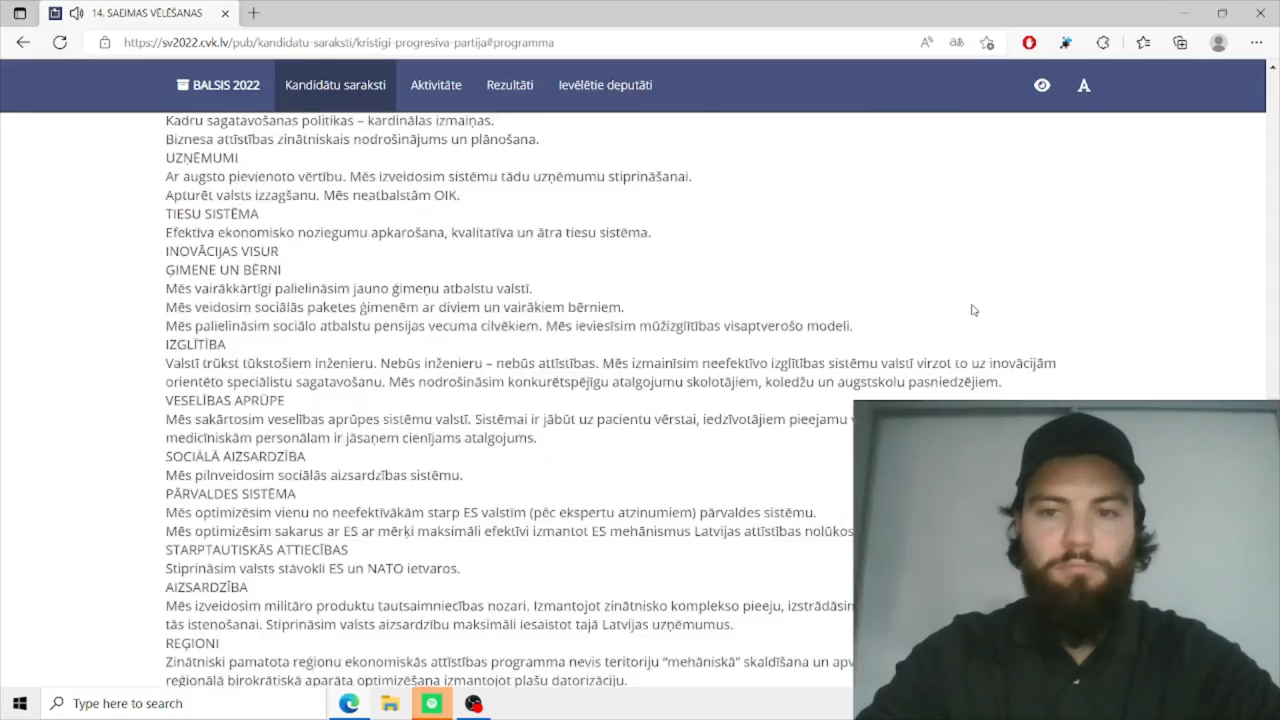 14. SAEIMAS VĒLĒŠANAS
https://sv2022.cvk.lv/pub/kandidatu-saraksti/kristigi-progresiva-partija#programma
BALSIS 2022
Kandidātu saraksti
Aktivitāte
Rezultāti
Ievēlētie deputāti
Kadru sagatavošanas politikas – kardinālas izmaiņas.
Biznesa attīstības zinātniskais nodrošinājums un plānošana.
UZŅĒMUMI
Ar augsto pievienoto vērtību. Mēs izveidosim sistēmu tādu uzņēmumu stiprināšanai.
Apturēt valsts izzagšanu. Mēs neatbalstām OIK.
TIESU SISTĒMA
Efektīva ekonomisko noziegumu apkarošana, kvalitatīva un ātra tiesu sistēma.
INOVĀCIJAS VISUR
ĢIMENE UN BĒRNI
Mēs vairākkārtīgi palielināsim jauno ģimeņu atbalstu valstī.
Mēs veidosim sociālās paketes ģimenēm ar diviem un vairākiem bērniem.
Mēs palielināsim sociālo atbalstu pensijas vecuma cilvēkiem. Mēs ieviesīsim mūžizglītības visaptverošo modeli.
IZGLĪTĪBA
Valstī trūkst tūkstošiem inženieru. Nebūs inženieru – nebūs attīstības. Mēs izmainīsim neefektīvo izglītības sistēmu valstī virzot to uz inovācijām
orientēto speciālistu sagatavošanu. Mēs nodrošināsim konkurētspējīgu atalgojumu skolotājiem, koledžu un augstskolu pasniedzējiem.
VESELĪBAS APRŪPE
Mēs sakārtosim veselības aprūpes sistēmu valstī. Sistēmai ir jābūt uz pacientu vērstai, iedzīvotājiem pieejamu
medicīniskām personālam ir jāsaņem cienījams atalgojums.
SOCIĀLĀ AIZSARDZĪBA
Mēs pilnveidosim sociālās aizsardzības sistēmu.
PĀRVALDES SISTĒMA
Mēs optimizēsim vienu no neefektīvākām starp ES valstīm (pēc ekspertu atzinumiem) pārvaldes sistēmu.
Mēs optimizēsim sakarus ar ES ar mērķi maksimāli efektīvi izmantot ES mehānismus Latvijas attīstības nolūkos
STARPTAUTISKĀS ATTIECĪBAS
Stiprināsim valsts stāvokli ES un NATO ietvaros.
AIZSARDZĪBA
Mēs izveidosim militāro produktu tautsaimniecības nozari. Izmantojot zinātnisko komplekso pieeju, izstrādāsim
tās istenošanai. Stiprināsim valsts aizsardzību maksimāli iesaistot tajā Latvijas uzņēmumus.
REĢIONI
Zinātniski pamatota reģionu ekonomiskās attīstības programma nevis teritoriju "mehāniskā" skaldīšana un
reģionālā birokrātiskā aparāta optimizēšana izmantojot plašu datorizāciju.
Type here to search